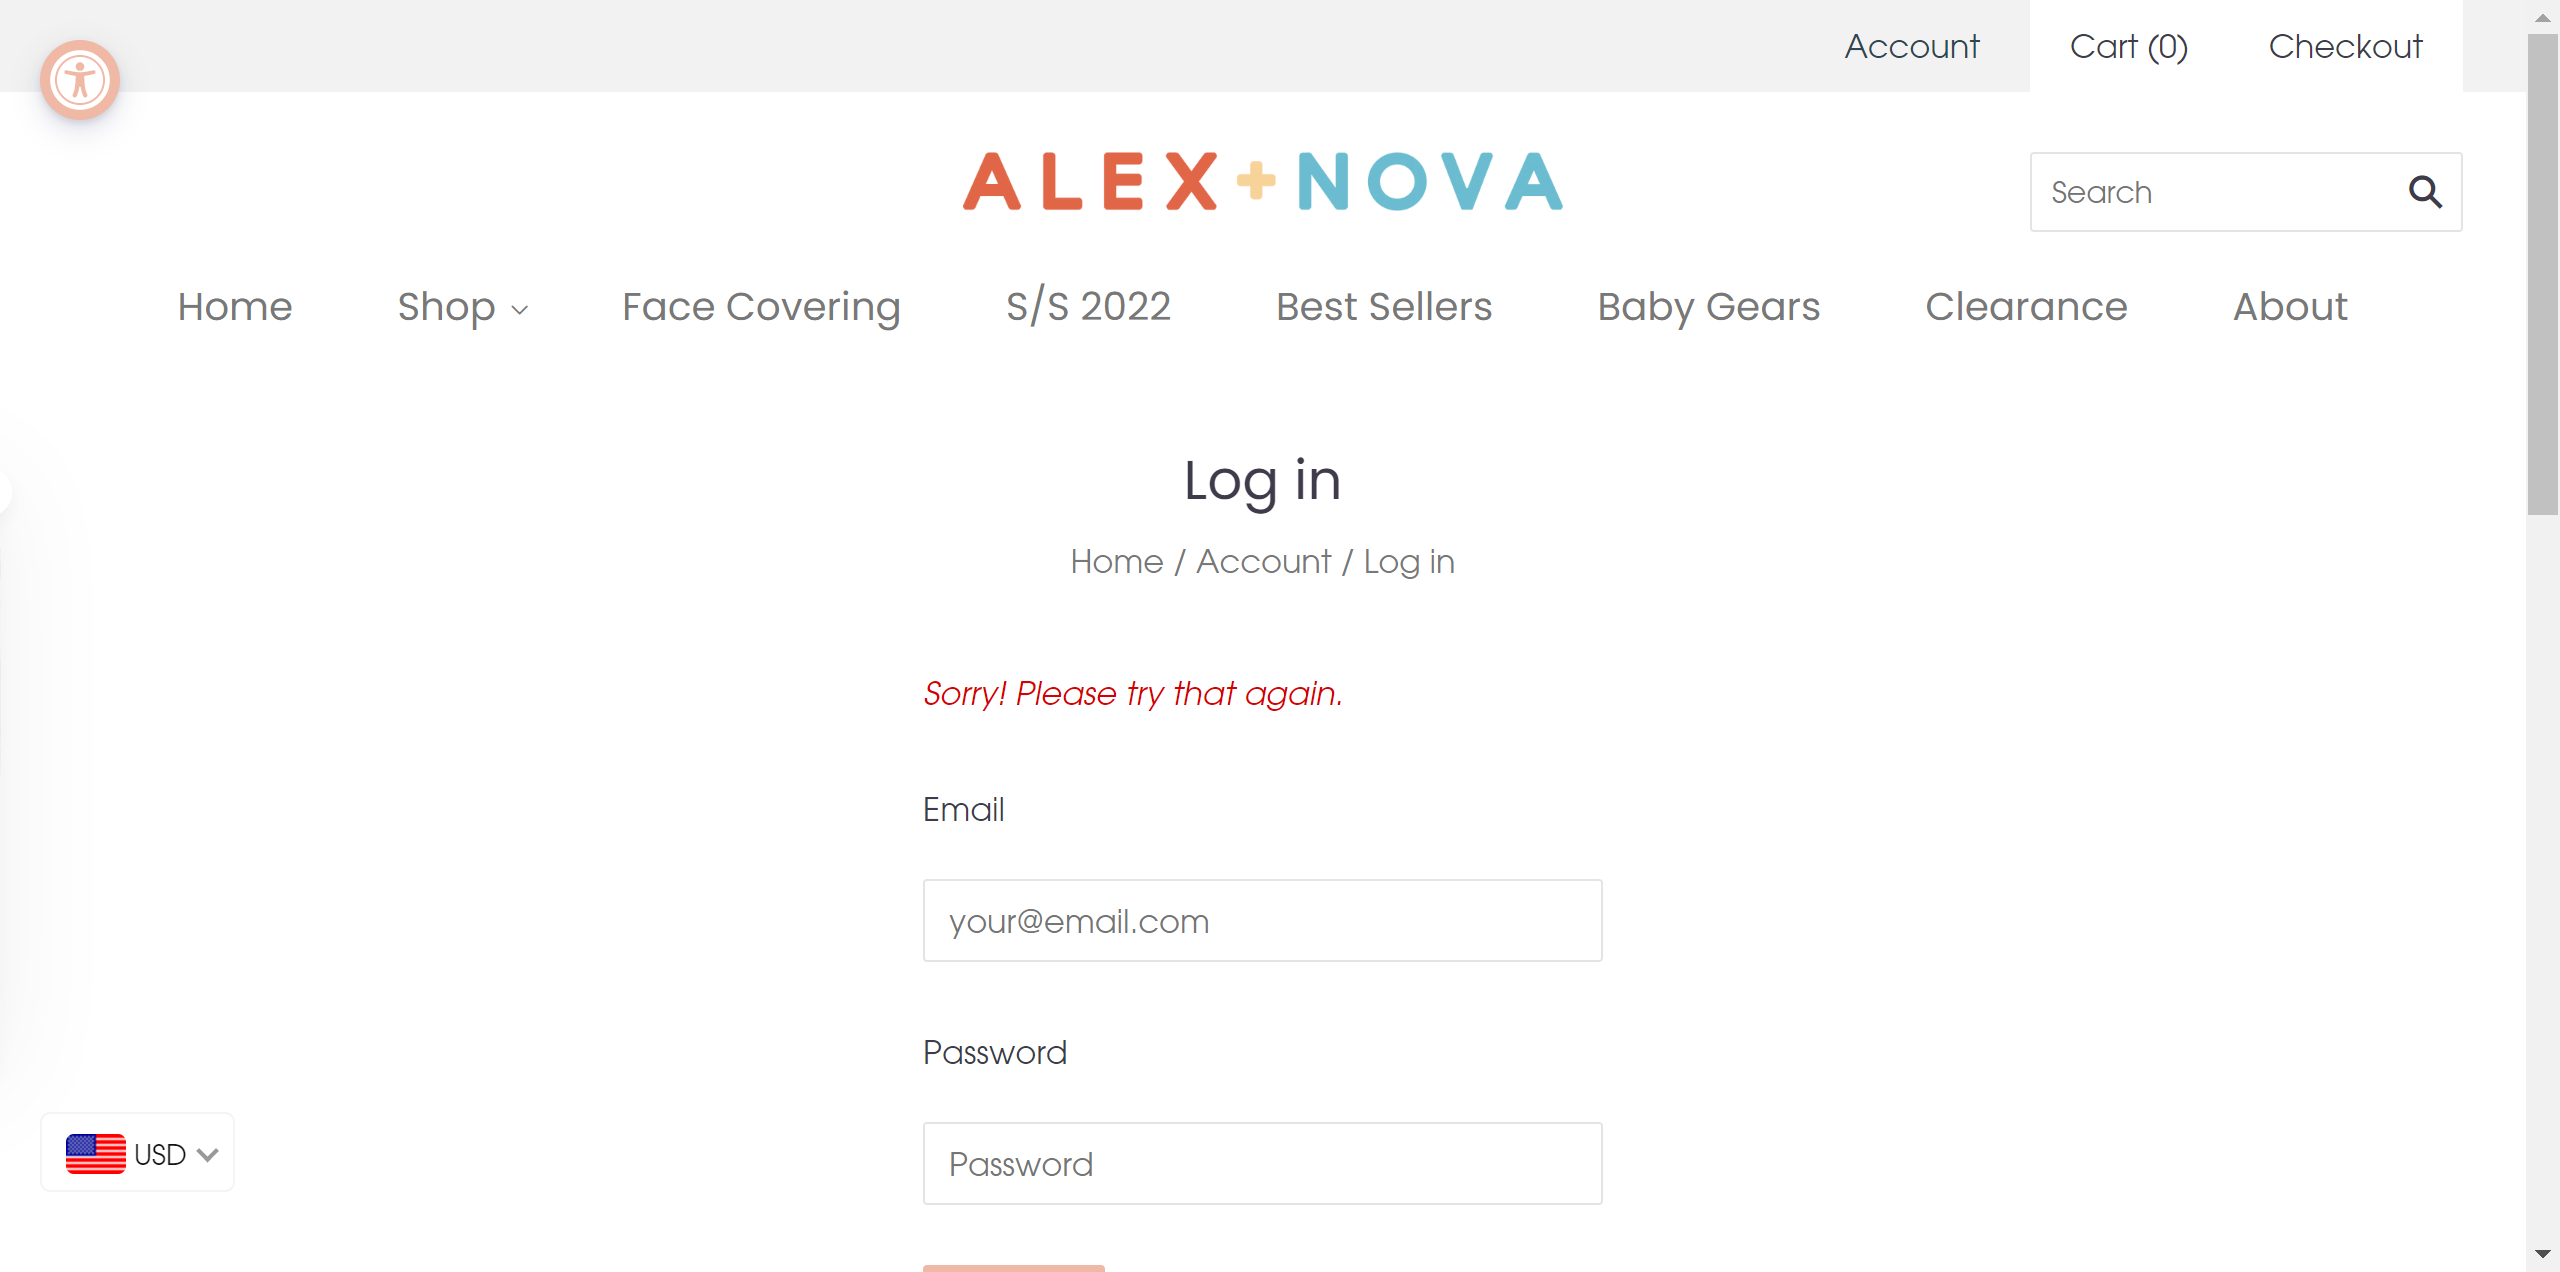 Account
Cart (0)
Checkout
ALEX+NOVA
Search
Home
Shop
Face Covering
S/S 2022
Best Sellers
Baby Gears
Clearance
About
Log in
Home / Account / Log in
Sorry! Please try that again.
Email
your@email.com
Password
Password
USD